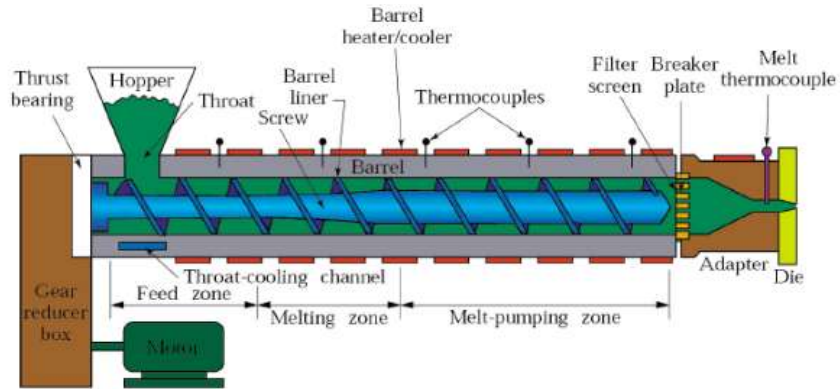 Barrel
heater/cooler
Thrust
bearing
Hopper
Throat
Barrel
liner
Screw
Thermocouples
Filter
screen
Breaker
plate
Melt
thermocouple
Barrel
Throat-cooling channel
Adapter
Die
Gear
reducer
box
Feed zone
Melting zone
Melt-pumping zone
Motor